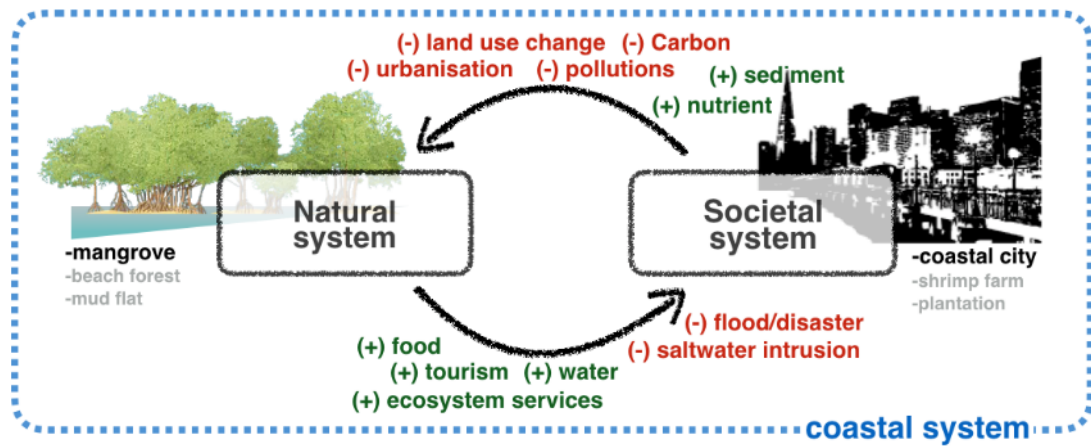 (-) land use change (-) Carbon
(-) urbanisation (-) pollutions
(+) sediment
(+) nutrient
Natural
system
Societal
system
-mangrove
-beach forest
-mud flat
-coastal city
-shrimp farm
-plantation
(-) flood/disaster
(-) saltwater intrusion
(+) food
(+) tourism (+) water
(+) ecosystem services
coastal system